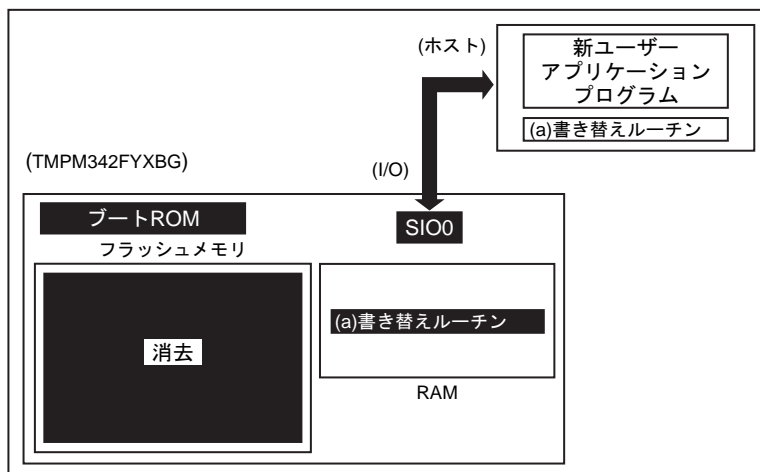 (ホスト)
新ユーザー
アプリケーション
プログラム
(a)書き替えルーチン
(TMPM342FYXBG)
(I/O)
ブートROM
SIO0
フラッシュメモリ
消去
(a)書き替えルーチン
RAM